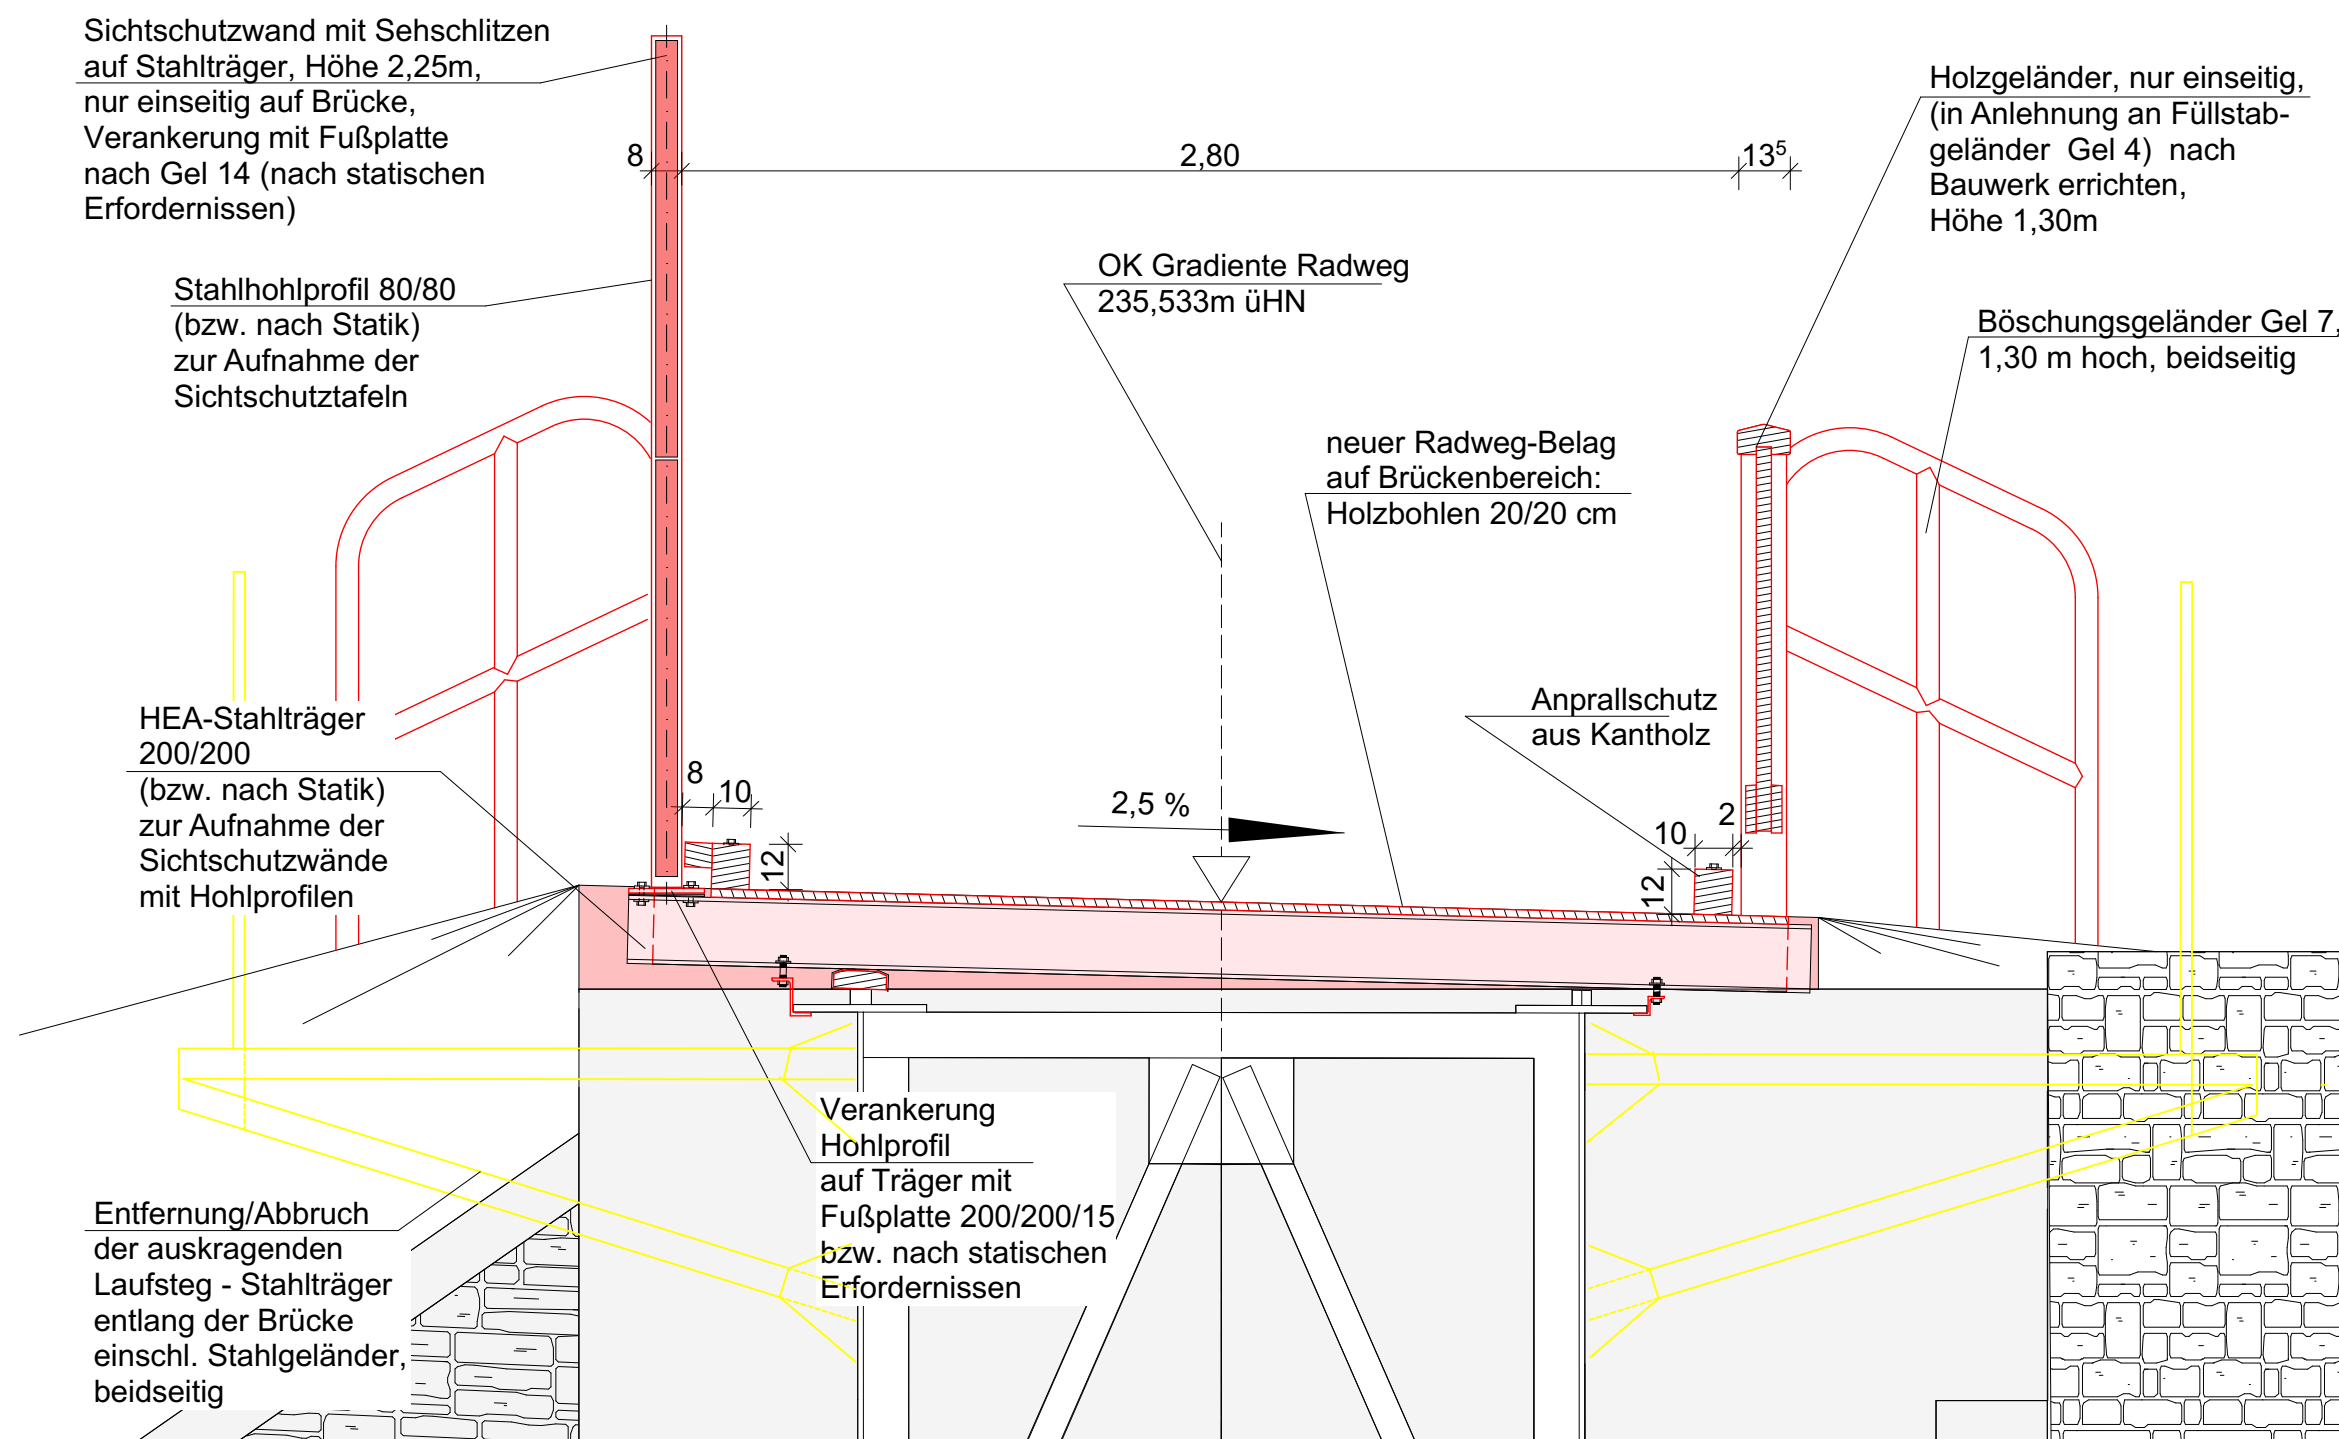 Sichtschutzwand mit Sehschlitzen
auf Stahlträger, Höhe 2,25m,
nur einseitig auf Brücke,
Verankerung mit Fußplatte
nach Gel 14 (nach statischen
Erfordernissen)
Stahlhohlprofil 80/80
(bzw. nach Statik)
zur Aufnahme der
Sichtschutztafeln
8
2,80
13⁵
Holzgeländer, nur einseitig,
(in Anlehnung an Füllstab-
geländer Gel 4) nach
Bauwerk errichten,
Höhe 1,30m
OK Gradiente Radweg
235,533m üHN
Böschungsgeländer Gel 7,
1,30 m hoch, beidseitig
neuer Radweg-Belag
auf Brückenbereich:
Holzbohlen 20/20 cm
HEA-Stahlträger
200/200
(bzw. nach Statik)
zur Aufnahme der
Sichtschutzwände
mit Hohlprofilen
8
10
12
2,5 %
Anprallschutz
aus Kantholz
10
2
12
Verankerung
Hohlprofil
auf Träger mit
Fußplatte 200/200/15
bzw. nach statischen
Erfordernissen
Entfernung/Abbruch
der auskragenden
Laufsteg - Stahlträger
entlang der Brücke
einschl. Stahlgeländer,
beidseitig